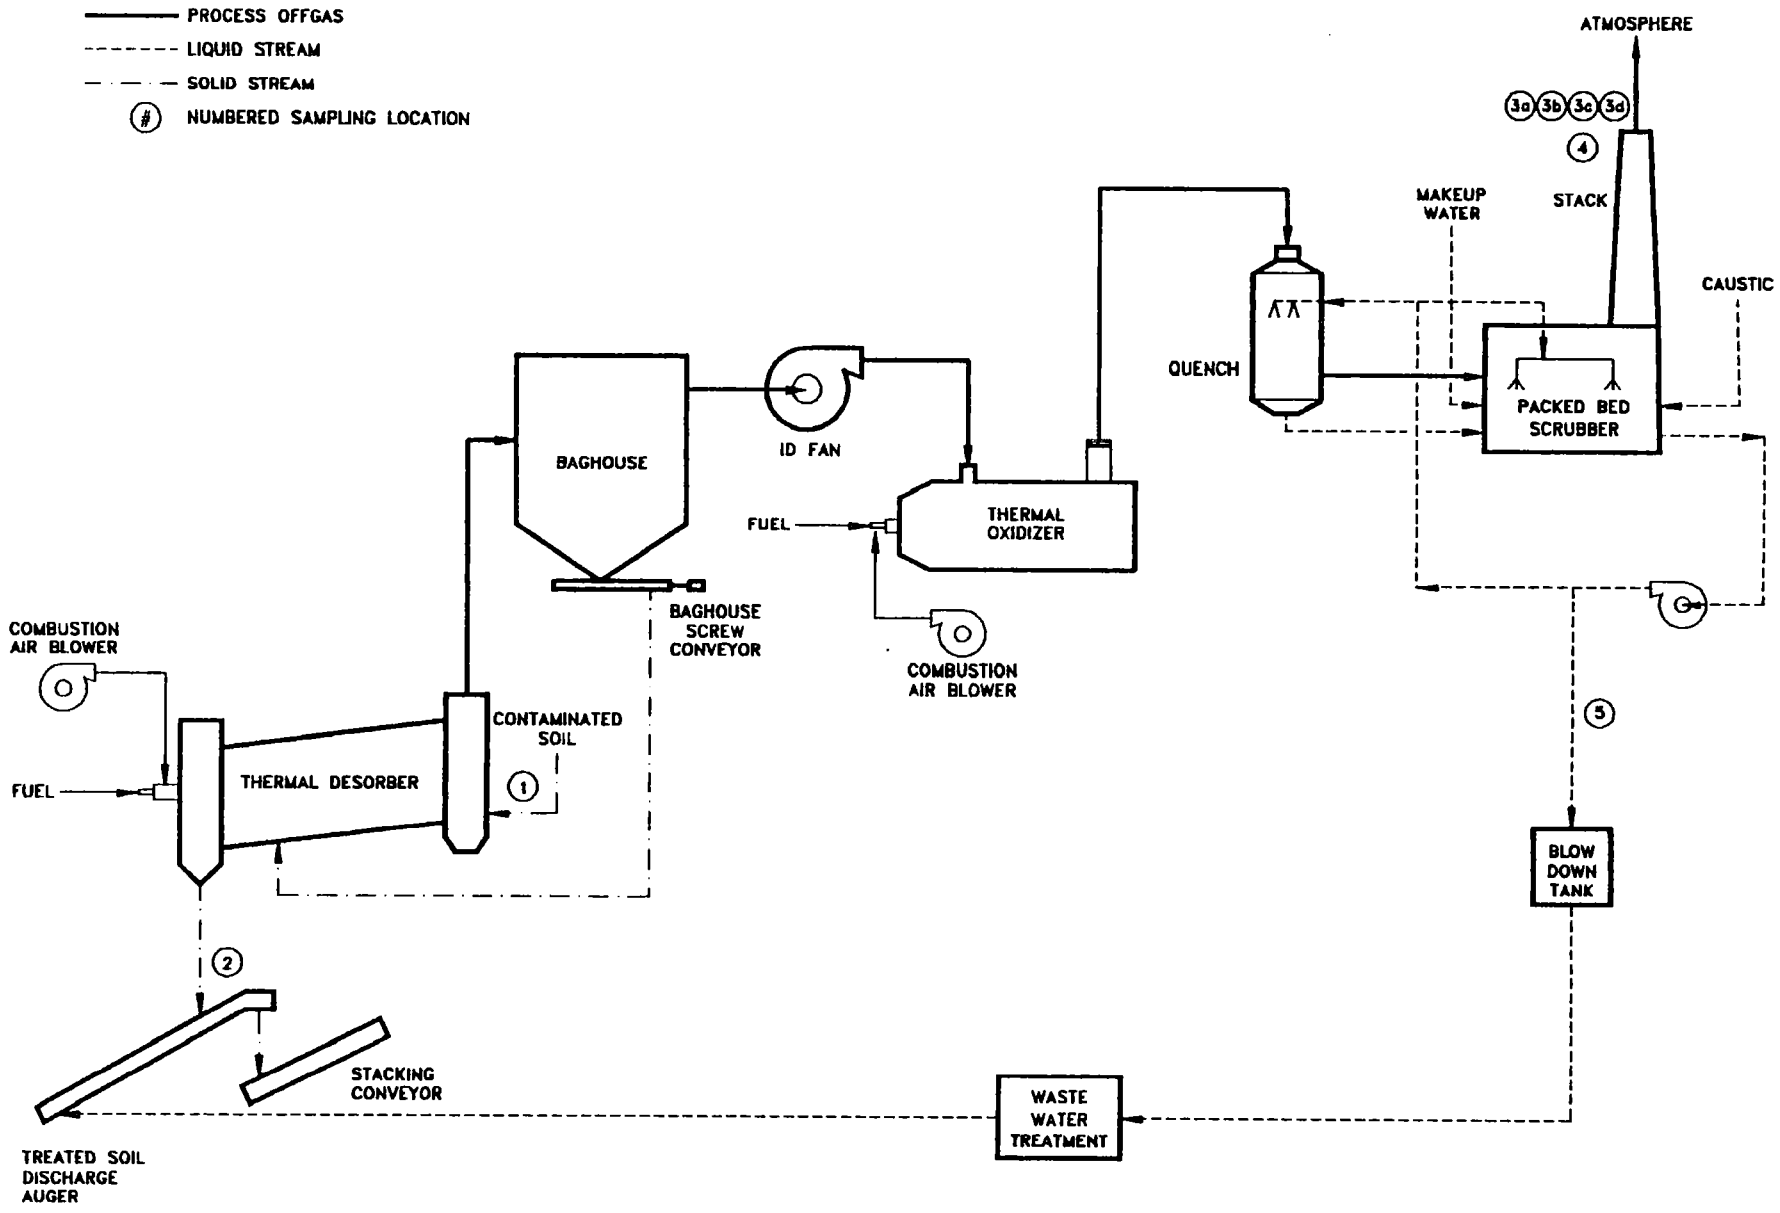 PROCESS OFFGAS
LIQUID STREAM
SOLID STREAM
# NUMBERED SAMPLING LOCATION
ATMOSPHERE
3a 3b 3c 3d
4
STACK
MAKEUP
WATER
CAUSTIC
QUENCH
PACKED BED
SCRUBBER
BAGHOUSE
ID FAN
FUEL
THERMAL
OXIDIZER
BAGHOUSE
SCREW
CONVEYOR
COMBUSTION
AIR BLOWER
COMBUSTION
AIR BLOWER
CONTAMINATED
SOIL
1
THERMAL DESORBER
FUEL
5
BLOW
DOWN
TANK
2
STACKING
CONVEYOR
WASTE
WATER
TREATMENT
TREATED SOIL
DISCHARGE
AUGER